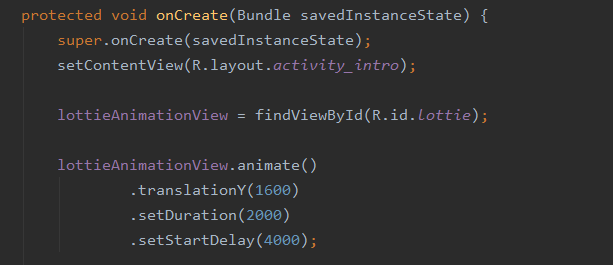 protected void onCreate(Bundle savedInstanceState) {
super.onCreate(savedInstanceState);
setContentView(R.layout.activity_intro);
lottieAnimationView = findViewById(R.id.lottie);
lottieAnimationView.animate()
.translationY(1600)
.setDuration(2000)
.setStartDelay(4000);